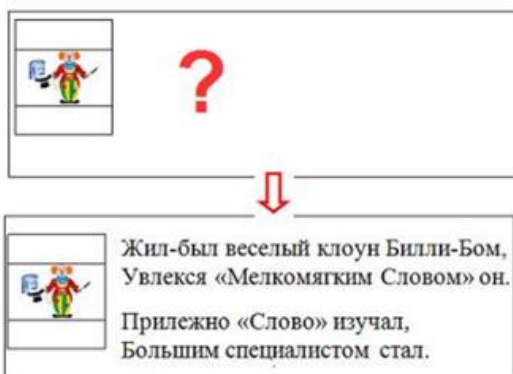 ?
Жил-был веселый клоун Билли-Бом,
Увлекся «Мелкомягким Словом» он.
Прилежно «Слово» изучал,
Большим специалистом стал.